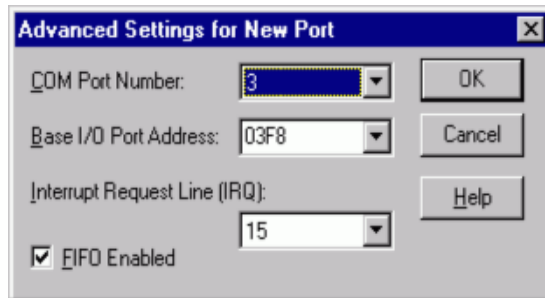 Advanced Settings for New Port
COM Port Number: 3 OK
Base I/O Port Address: 03F8 Cancel
Interrupt Request Line (IRQ): Help
15
FIFO Enabled